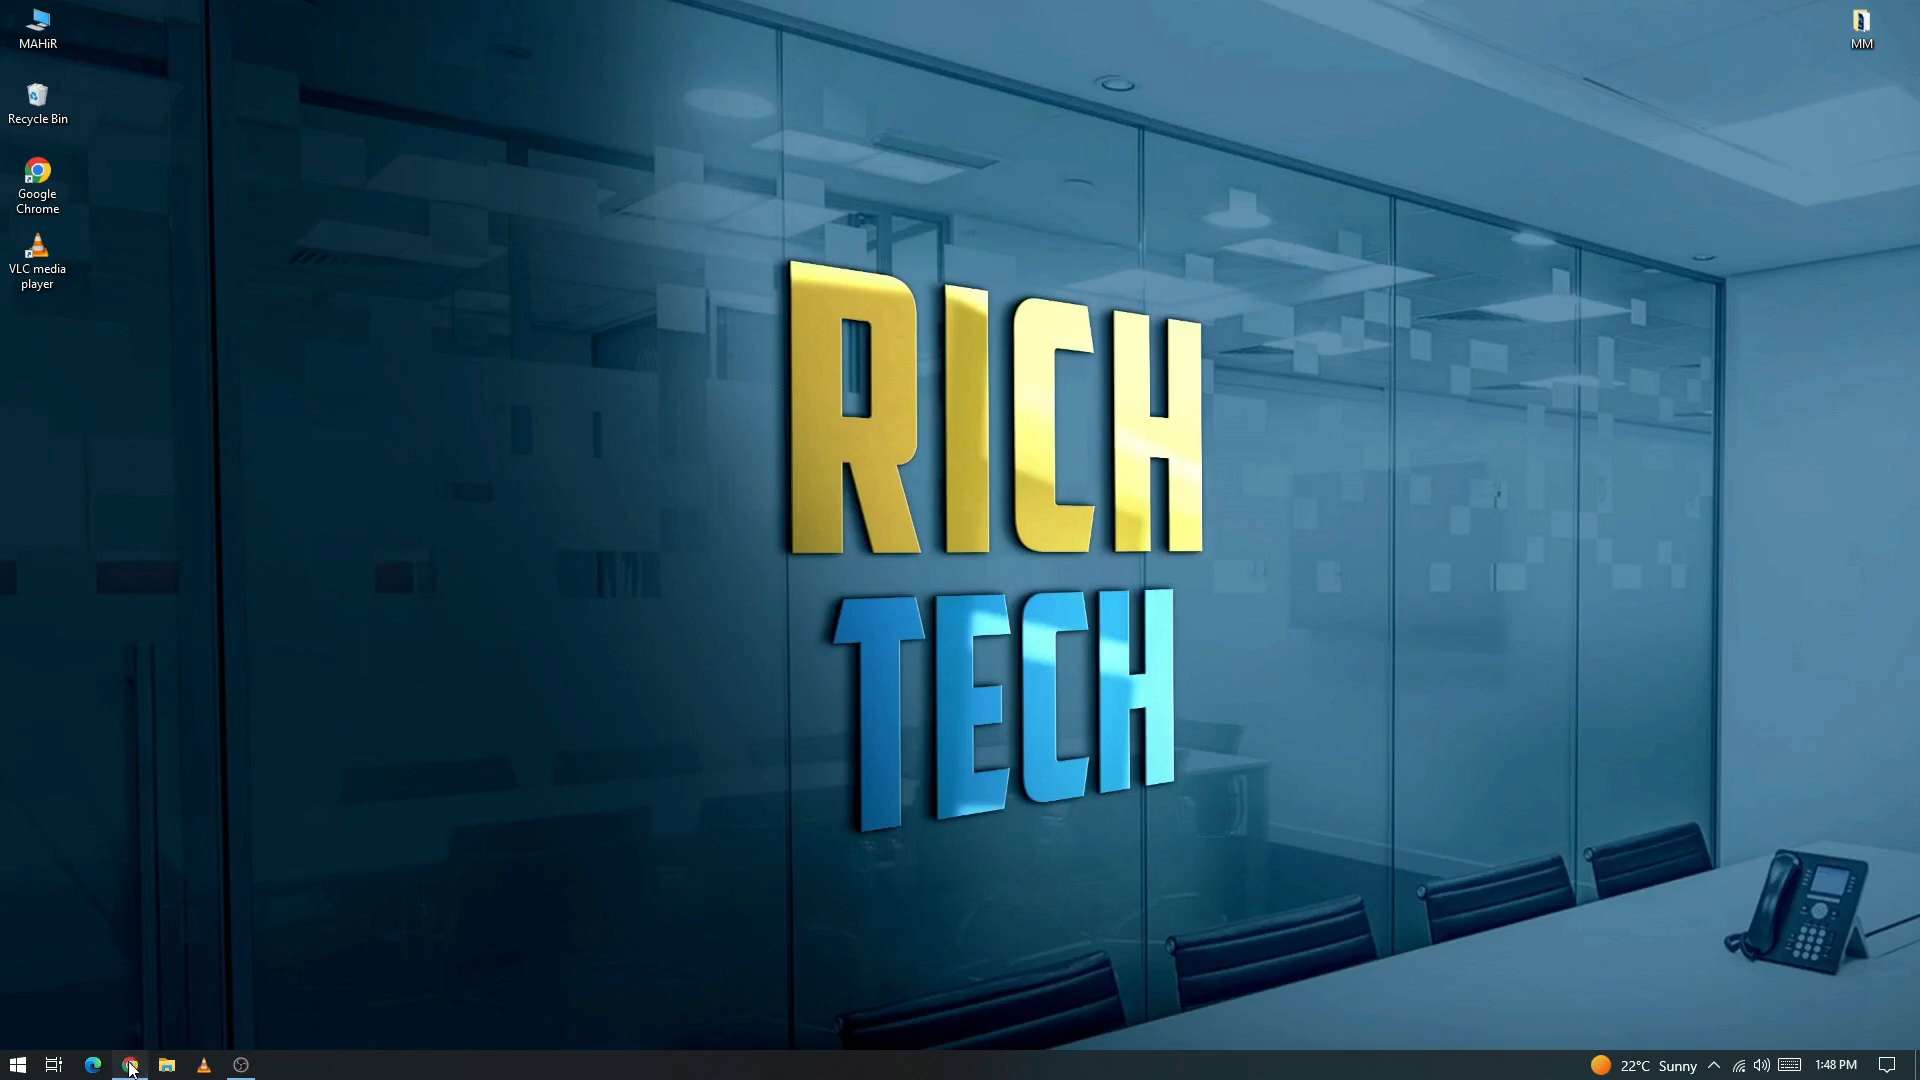 MAHiR
MM
Recycle Bin
Google
Chrome
VLC media
player
RICH
TECH
22°C Sunny
1:48 PM